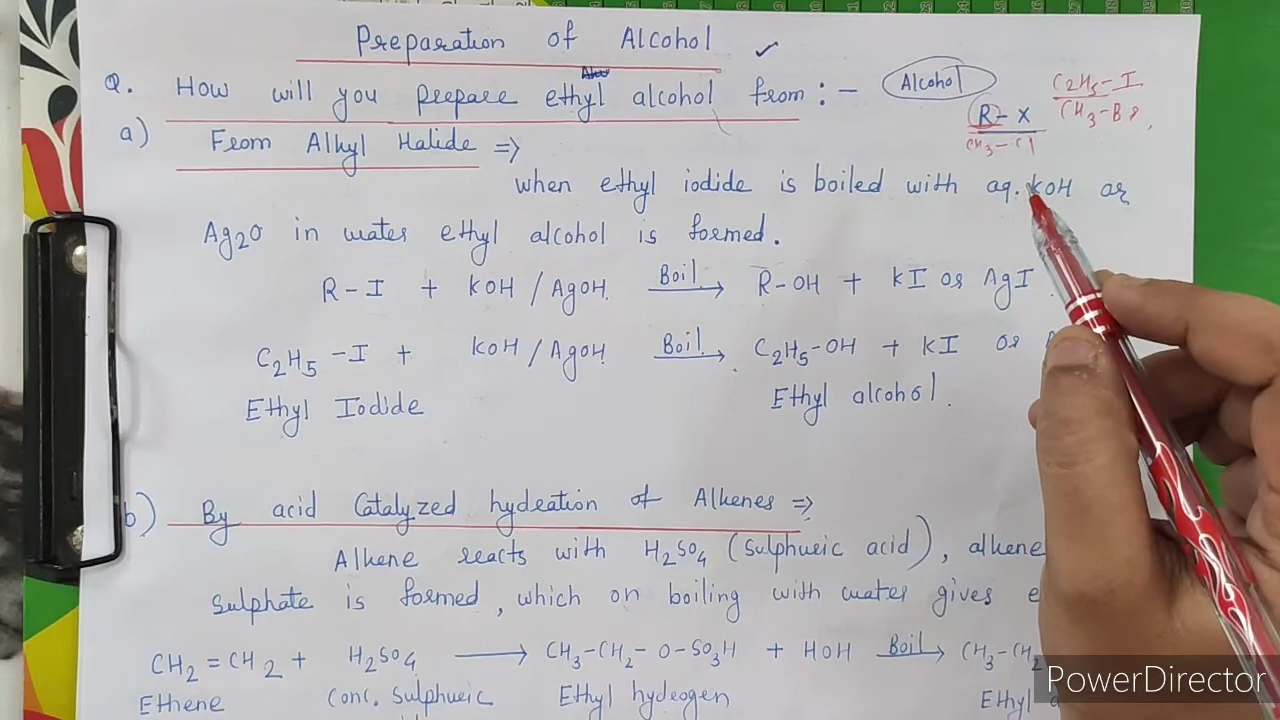 Preparation of Alcohol ✓
Q. How will you prepare ethyl alcohol from :-
Alcohol
R-X
CH3-Cl
C2H5-I
CH3-Br
a) From Alkyl Halide =>
when ethyl iodide is boiled with aq. KOH or
Ag2O in water ethyl alcohol is formed.
R-I + KOH / AgOH Boil → R-OH + KI or AgI.
C2H5-I + KOH / AgOH Boil → C2H5-OH + KI or
Ethyl Iodide Ethyl alcohol.
b) By acid Catalyzed hydration of Alkenes =>
Alkene reacts with H2SO4 (Sulphuric acid), alkene
Sulphate is formed, which on boiling with water gives e
CH2=CH2 + H2SO4 → CH3-CH2-O-SO3H + HOH Boil → CH3-CH2
Ethene Conc. Sulphuric Ethyl hydrogen Ethyl a
PowerDirector